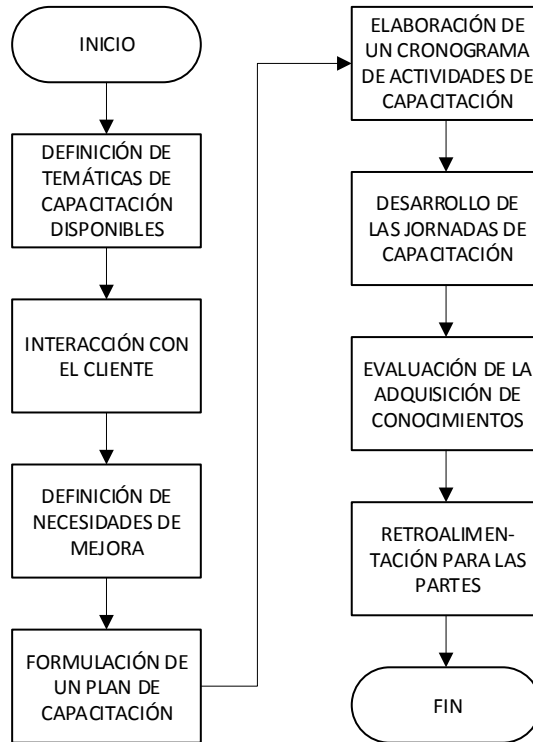 INICIO
DEFINICIÓN DE
TEMÁTICAS DE
CAPACITACIÓN
DISPONIBLES
INTERACCIÓN CON
EL CLIENTE
DEFINICIÓN DE
NECESIDADES DE
MEJORA
FORMULACIÓN DE
UN PLAN DE
CAPACITACIÓN
ELABORACIÓN DE
UN CRONOGRAMA
DE ACTIVIDADES DE
CAPACITACIÓN
DESARROLLO DE
LAS JORNADAS DE
CAPACITACIÓN
EVALUACIÓN DE LA
ADQUISICIÓN DE
CONOCIMIENTOS
RETROALIMEN-
TACIÓN PARA LAS
PARTES
FIN